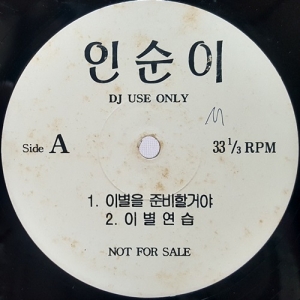 인순이
DJ USE ONLY
Side A
33 1/3 RPM
1. 이별을 준비할거야
2. 이별연습
NOT FOR SALE